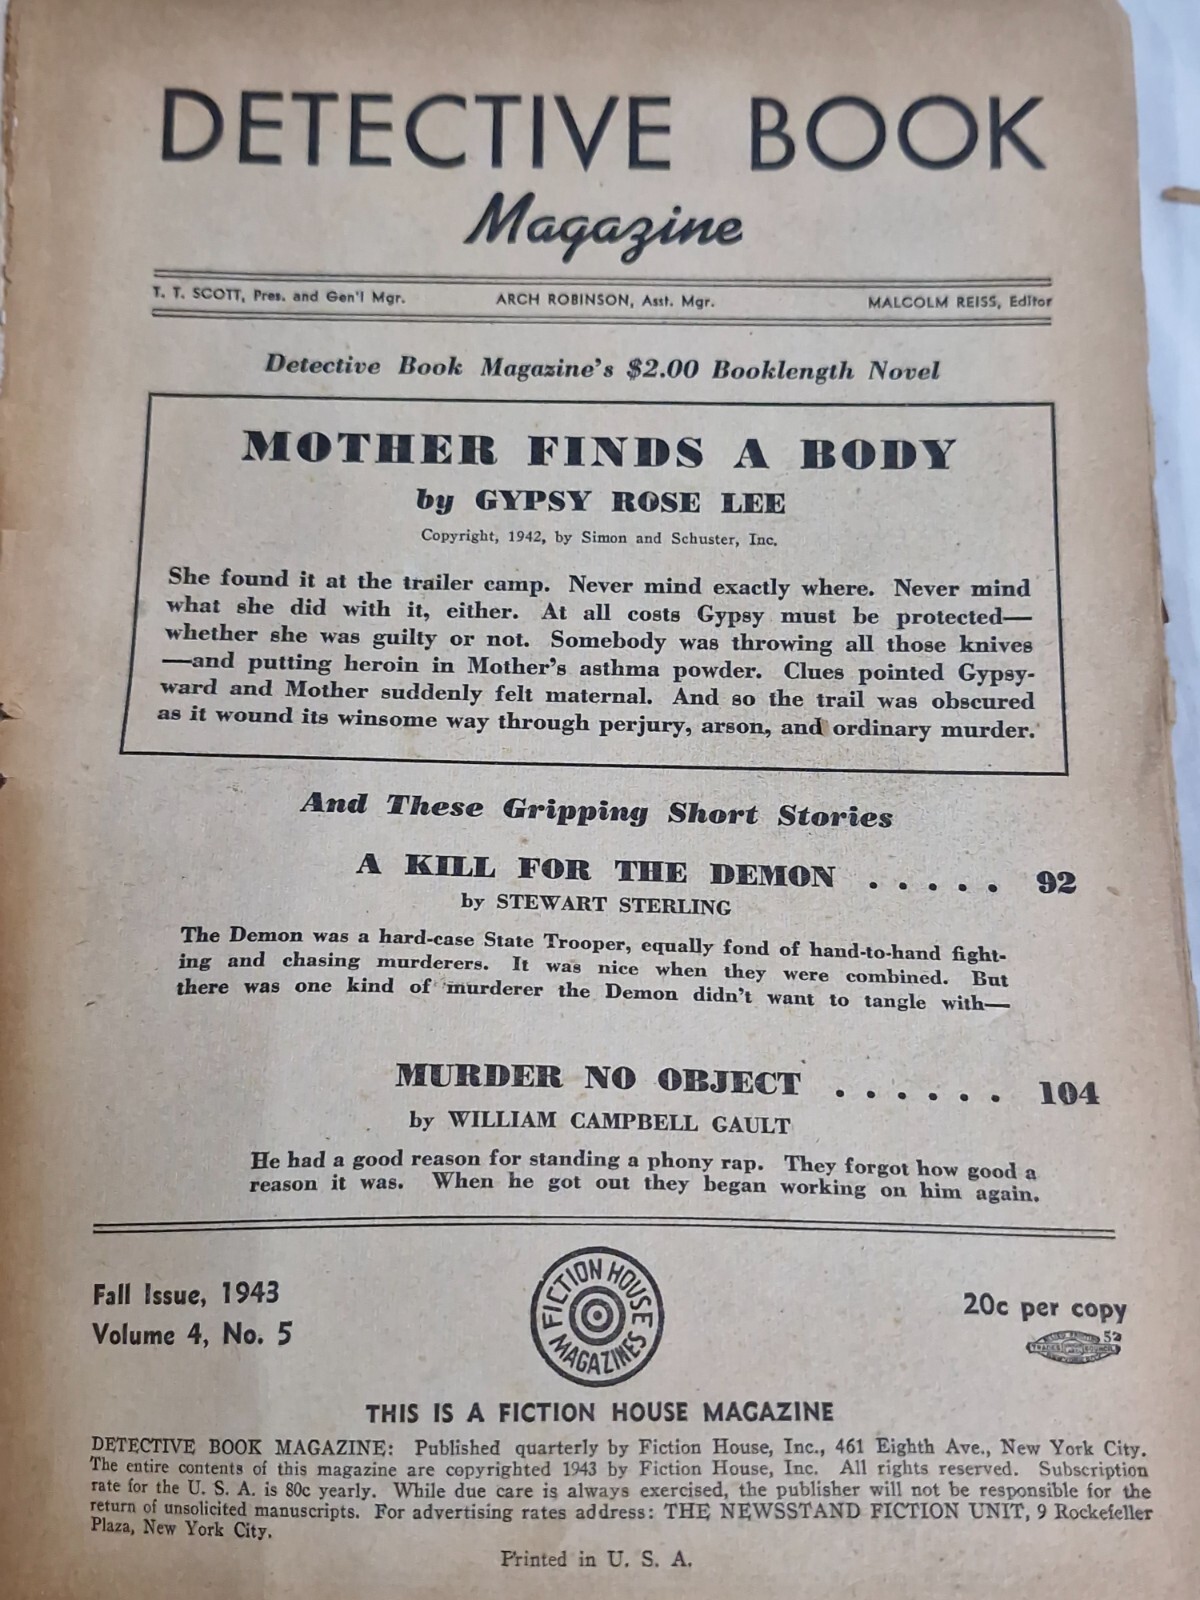 DETECTIVE BOOK
Magazine
T. T. SCOTT, Pres. and Gen'l Mgr. ARCH ROBINSON, Asst. Mgr. MALCOLM REISS, Editor
Detective Book Magazine's $2.00 Booklength Novel
MOTHER FINDS A BODY
by GYPSY ROSE LEE
Copyright, 1942, by Simon and Schuster, Inc.
She found it at the trailer camp. Never mind exactly where. Never mind
what she did with it, either. At all costs Gypsy must be protected—
whether she was guilty or not. Somebody was throwing all those knives
—and putting heroin in Mother's asthma powder. Clues pointed Gypsy-
ward and Mother suddenly felt maternal. And so the trail was obscured
as it wound its winsome way through perjury, arson, and ordinary murder.
And These Gripping Short Stories
A KILL FOR THE DEMON . . . . . 92
by STEWART STERLING
The Demon was a hard-case State Trooper, equally fond of hand-to-hand fight-
ing and chasing murderers. It was nice when they were combined. But
there was one kind of murderer the Demon didn't want to tangle with—
MURDER NO OBJECT . . . . . . 104
by WILLIAM CAMPBELL GAULT
He had a good reason for standing a phony rap. They forgot how good a
reason it was. When he got out they began working on him again.
Fall Issue, 1943
Volume 4, No. 5
FICTION HOUSE MAGAZINES
20c per copy
TRADES COUNCIL 52
THIS IS A FICTION HOUSE MAGAZINE
DETECTIVE BOOK MAGAZINE: Published quarterly by Fiction House, Inc., 461 Eighth Ave., New York City.
The entire contents of this magazine are copyrighted 1943 by Fiction House, Inc. All rights reserved. Subscription
rate for the U. S. A. is 80c yearly. While due care is always exercised, the publisher will not be responsible for the
return of unsolicited manuscripts. For advertising rates address: THE NEWSSTAND FICTION UNIT, 9 Rockefeller
Plaza, New York City.
Printed in U. S. A.